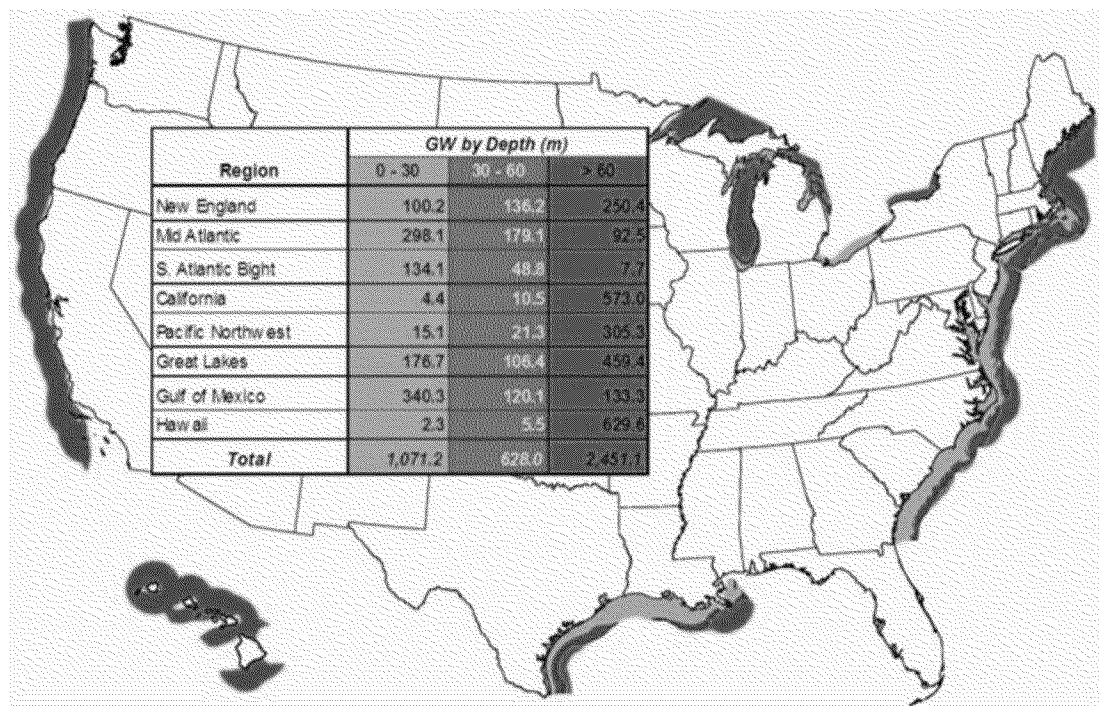 GW by Depth (m)
Region 0 - 30 30 - 60 > 60
New England 100.2 136.2 250.4
Mid Atlantic 298.1 179.1 92.5
S. Atlantic Bight 134.1 48.8 7.7
California 4.4 10.5 573.0
Pacific Northwest 15.1 21.3 305.3
Great Lakes 176.7 106.4 459.4
Gulf of Mexico 340.3 120.1 133.3
Hawaii 2.3 5.5 629.6
Total 1,071.2 628.0 2,451.1